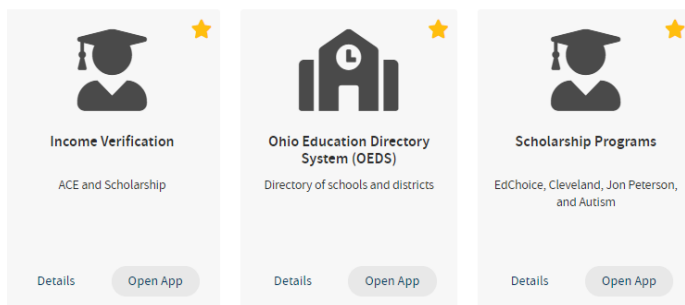 Income Verification
ACE and Scholarship
Details
Open App
Ohio Education Directory
System (OEDS)
Directory of schools and districts
Details
Open App
Scholarship Programs
EdChoice, Cleveland, Jon Peterson,
and Autism
Details
Open App